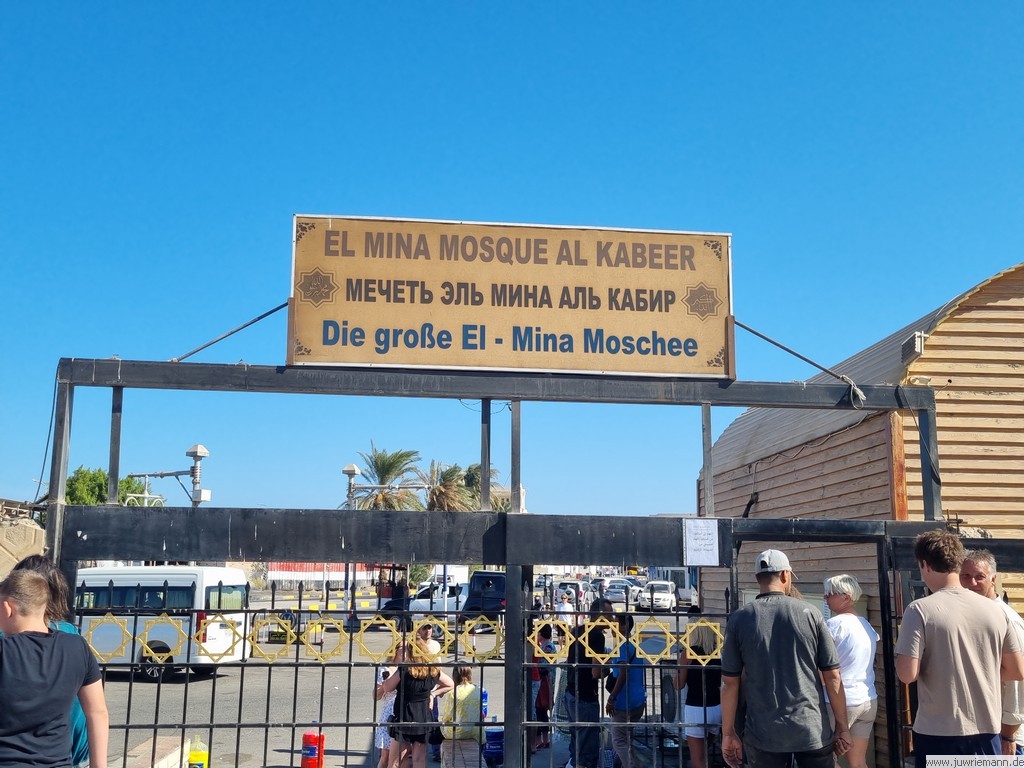 EL MINA MOSQUE AL KABEER
МЕЧЕТЬ ЭЛЬ МИНА АЛЬ КАБИР
Die große El - Mina Moschee
www.juwriemann.de